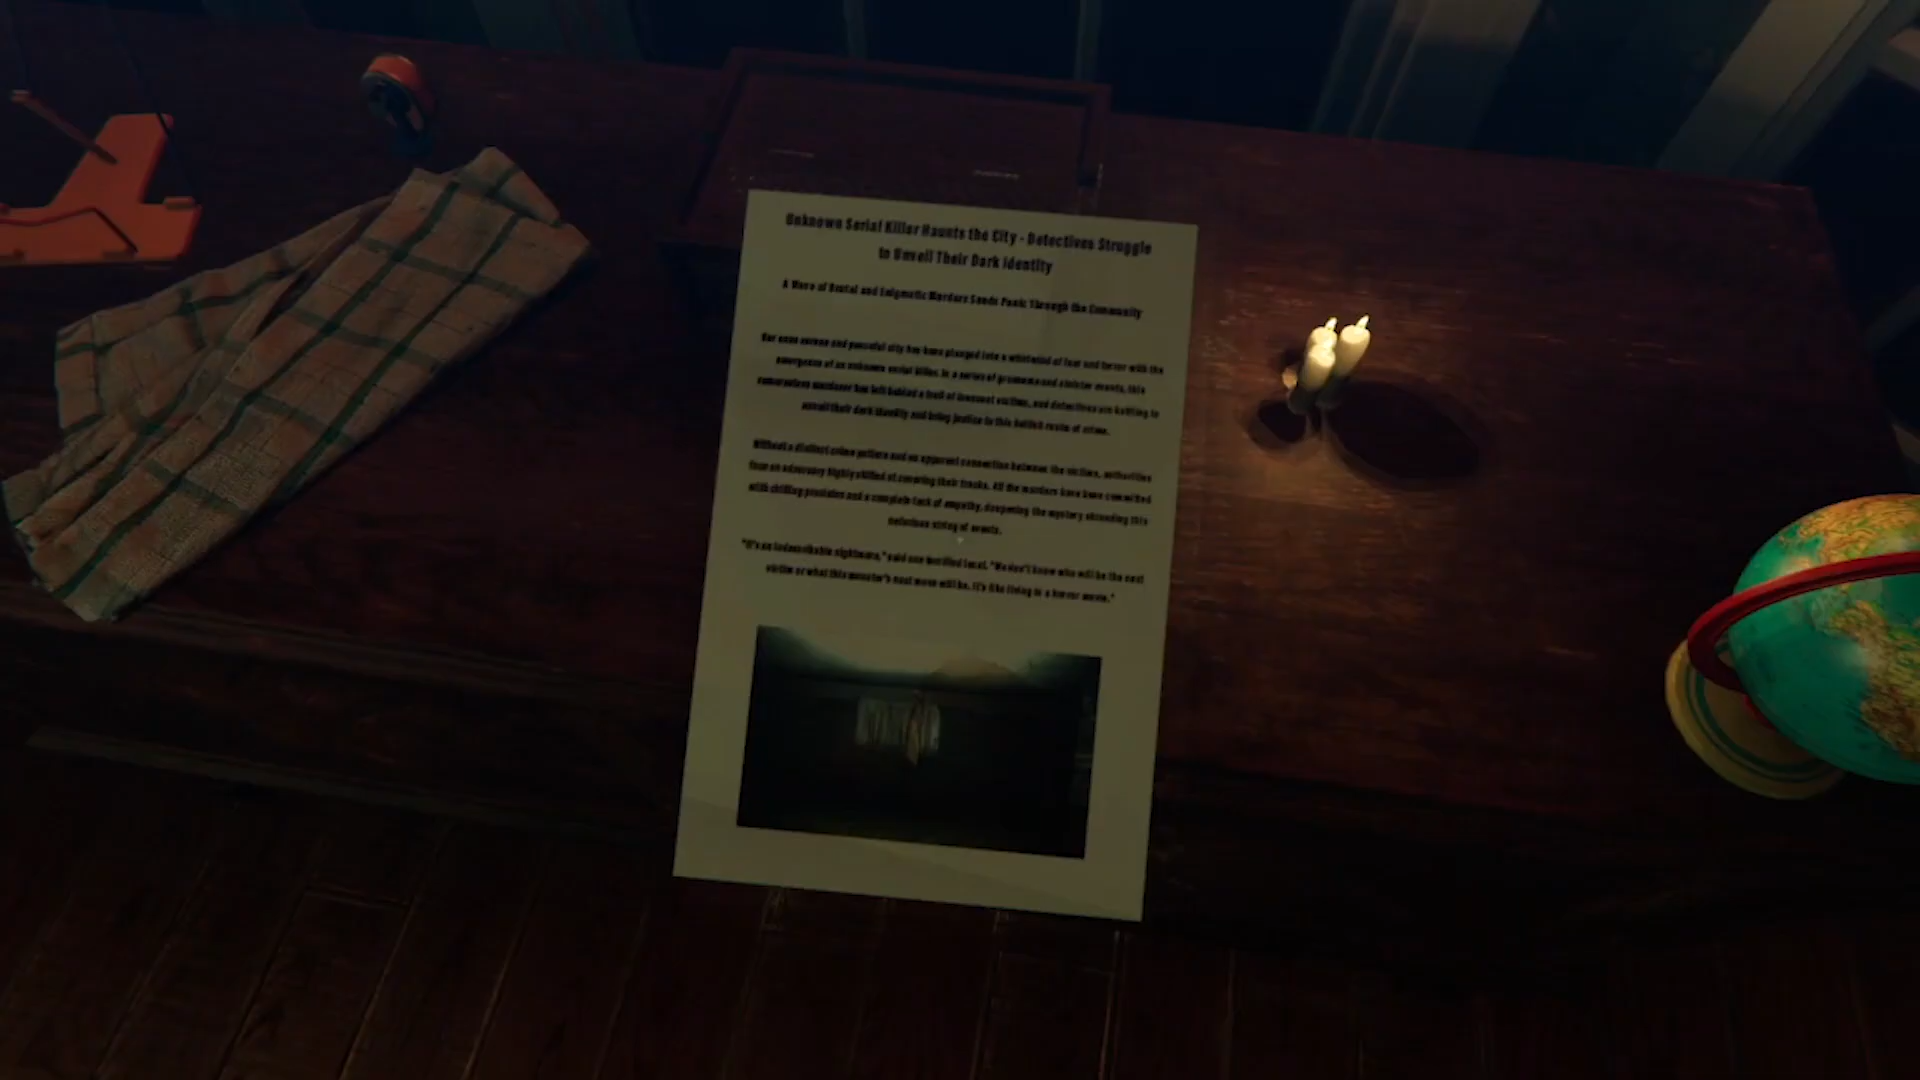 Unknown Serial Killer Haunts the City - Detectives Struggle
to Unveil Their Dark Identity
A Wave of Brutal and Enigmatic Murders Sends Panic Through the Community
Our once serene and peaceful city has been plunged into a whirlwind of fear and terror with the
emergence of an unknown serial killer. In a series of gruesome and sinister events, this
remorseless murderer has left behind a trail of innocent victims, and detectives are battling to
unveil their dark identity and bring justice to this hellish realm of crime.
Without a distinct crime pattern and no apparent connection between the victims, authorities
fear an adversary highly skilled at covering their tracks. All the murders have been committed
with chilling precision and a complete lack of empathy, deepening the mystery shrouding this
nefarious string of events.
"It's an indescribable nightmare," said one terrified local. "We don't know who will be the next
victim or what this monster's next move will be. It's like living in a horror movie."